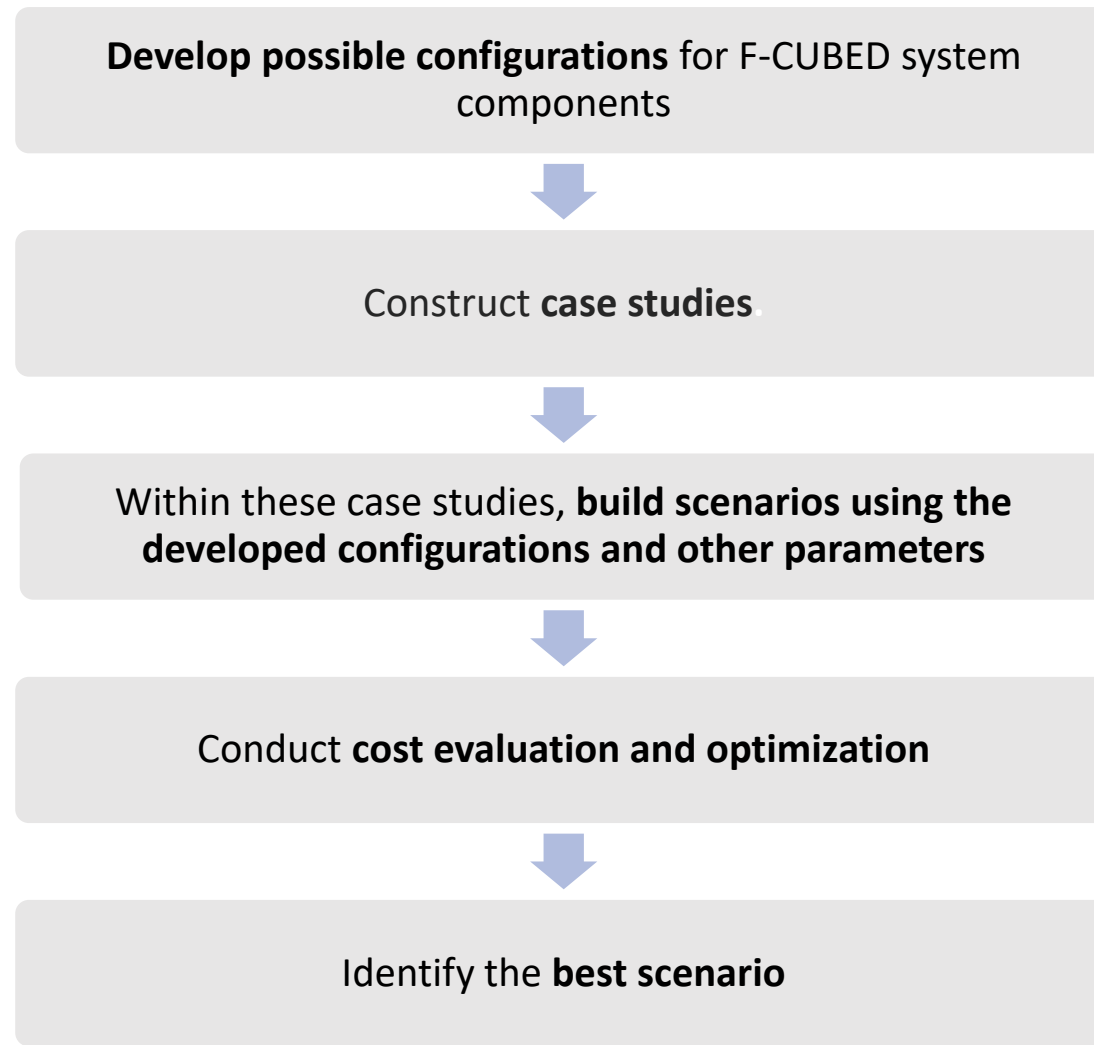 Develop possible configurations for F-CUBED system
components
Construct case studies.
Within these case studies, build scenarios using the
developed configurations and other parameters
Conduct cost evaluation and optimization
Identify the best scenario